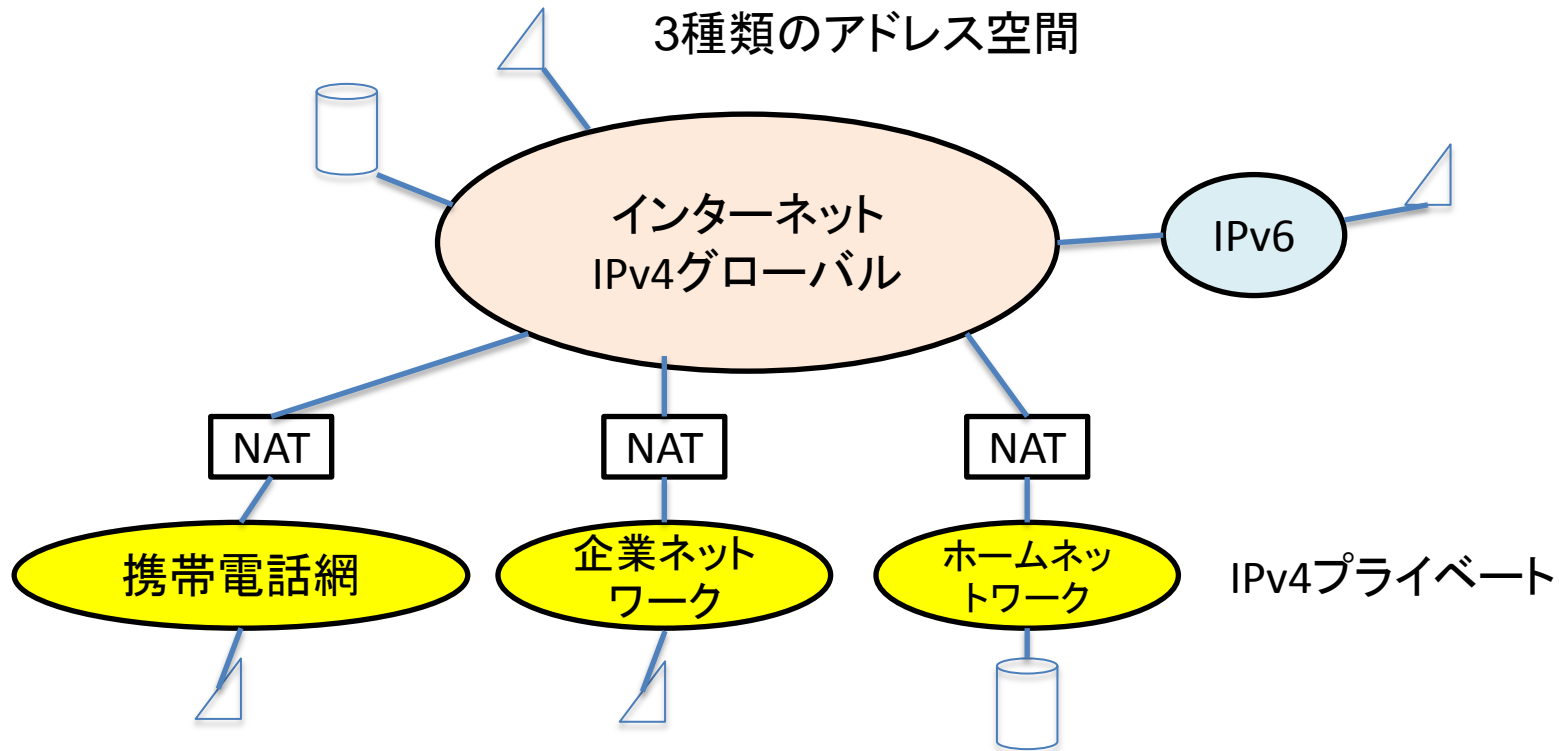 3種類のアドレス空間
インターネット
IPv4グローバル
IPv6
NAT
NAT
NAT
携帯電話網
企業ネット
ワーク
ホームネッ
トワーク
IPv4プライベート